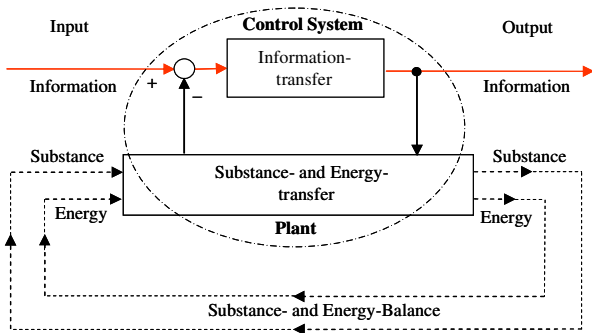 Control System
Input
Output
Information-
transfer
Information
+
−
Information
Substance
Substance- and Energy-
transfer
Substance
Energy
Energy
Plant
Substance- and Energy-Balance